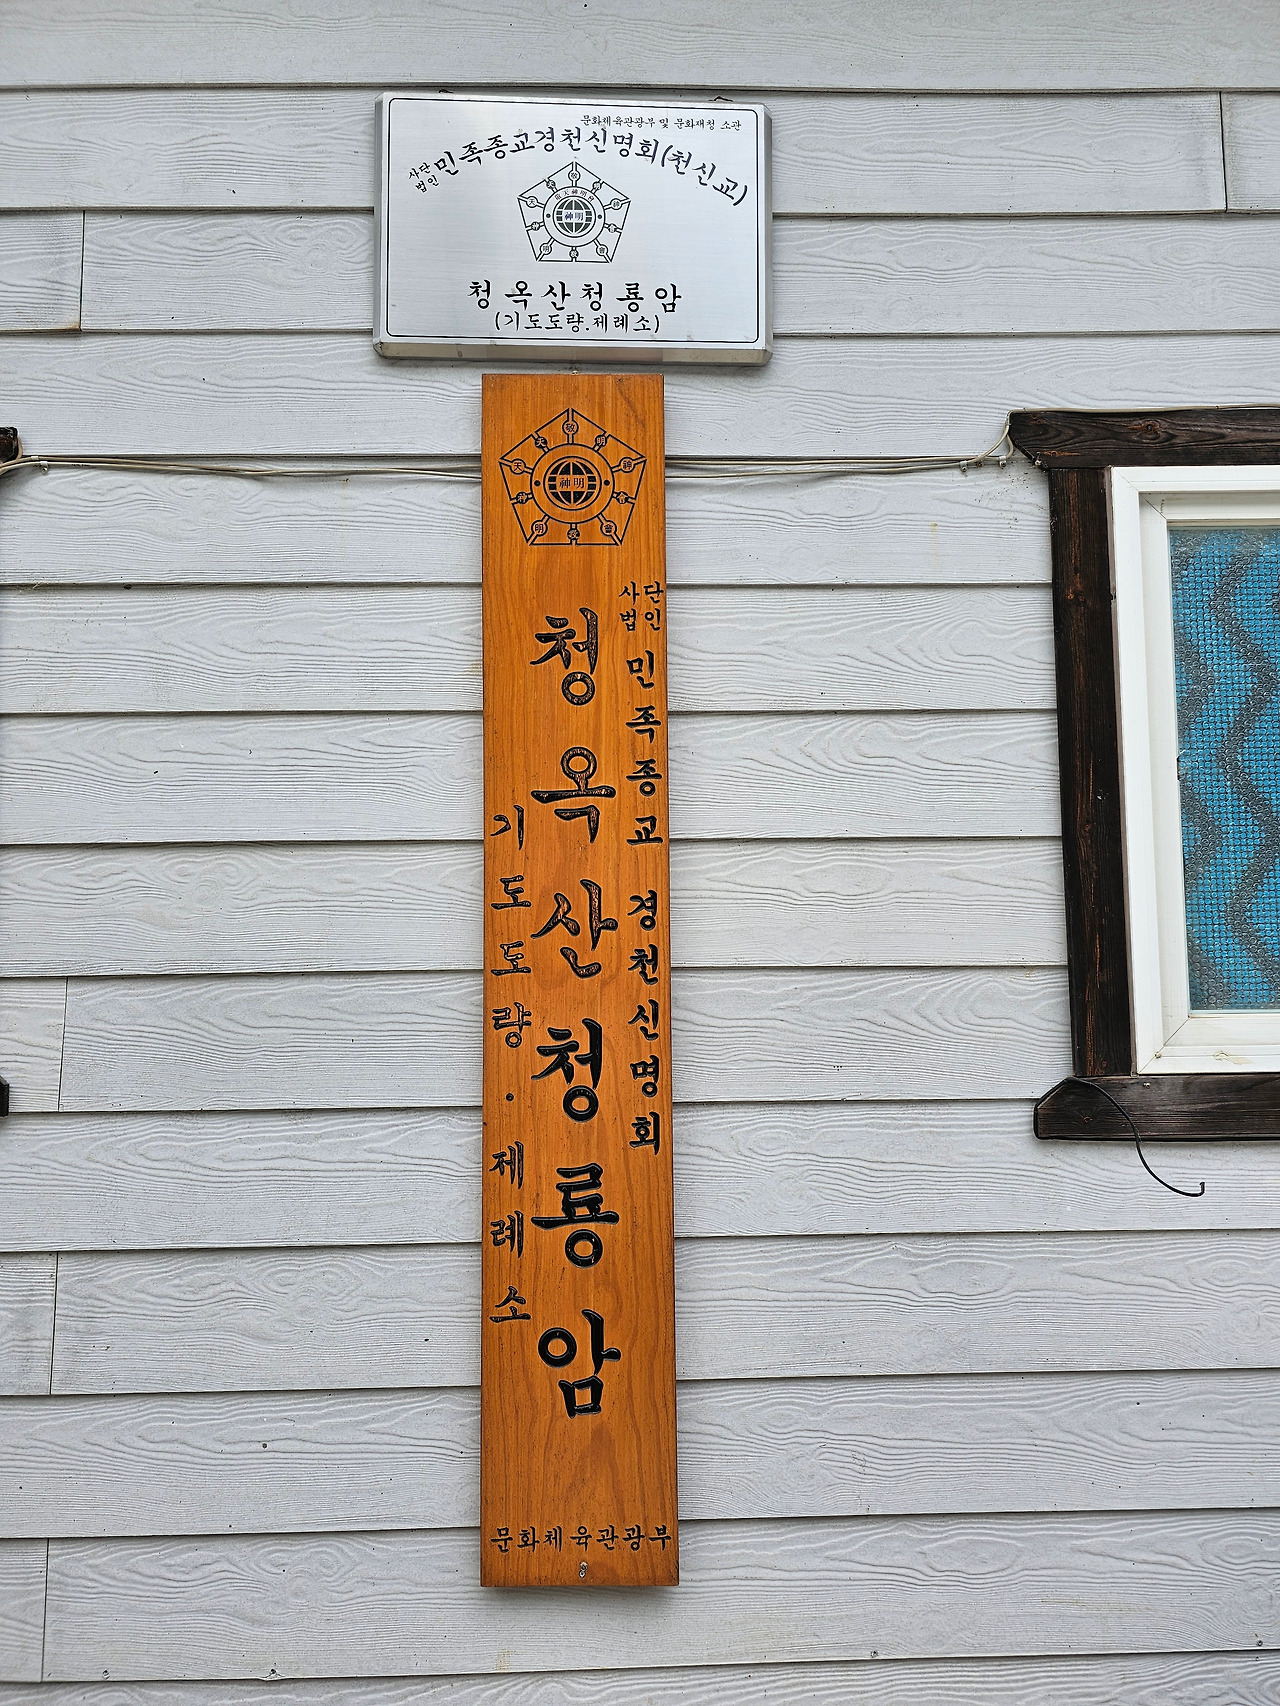 문화체육관광부 및 문화재청 소관
사단법인 민족종교경천신명회(천신교)
神明
청옥산청룡암
(기도도량.제례소)
神明
사단법인 민족종교 경천신명회
청옥산청룡암
기도도량·제례소
문화체육관광부